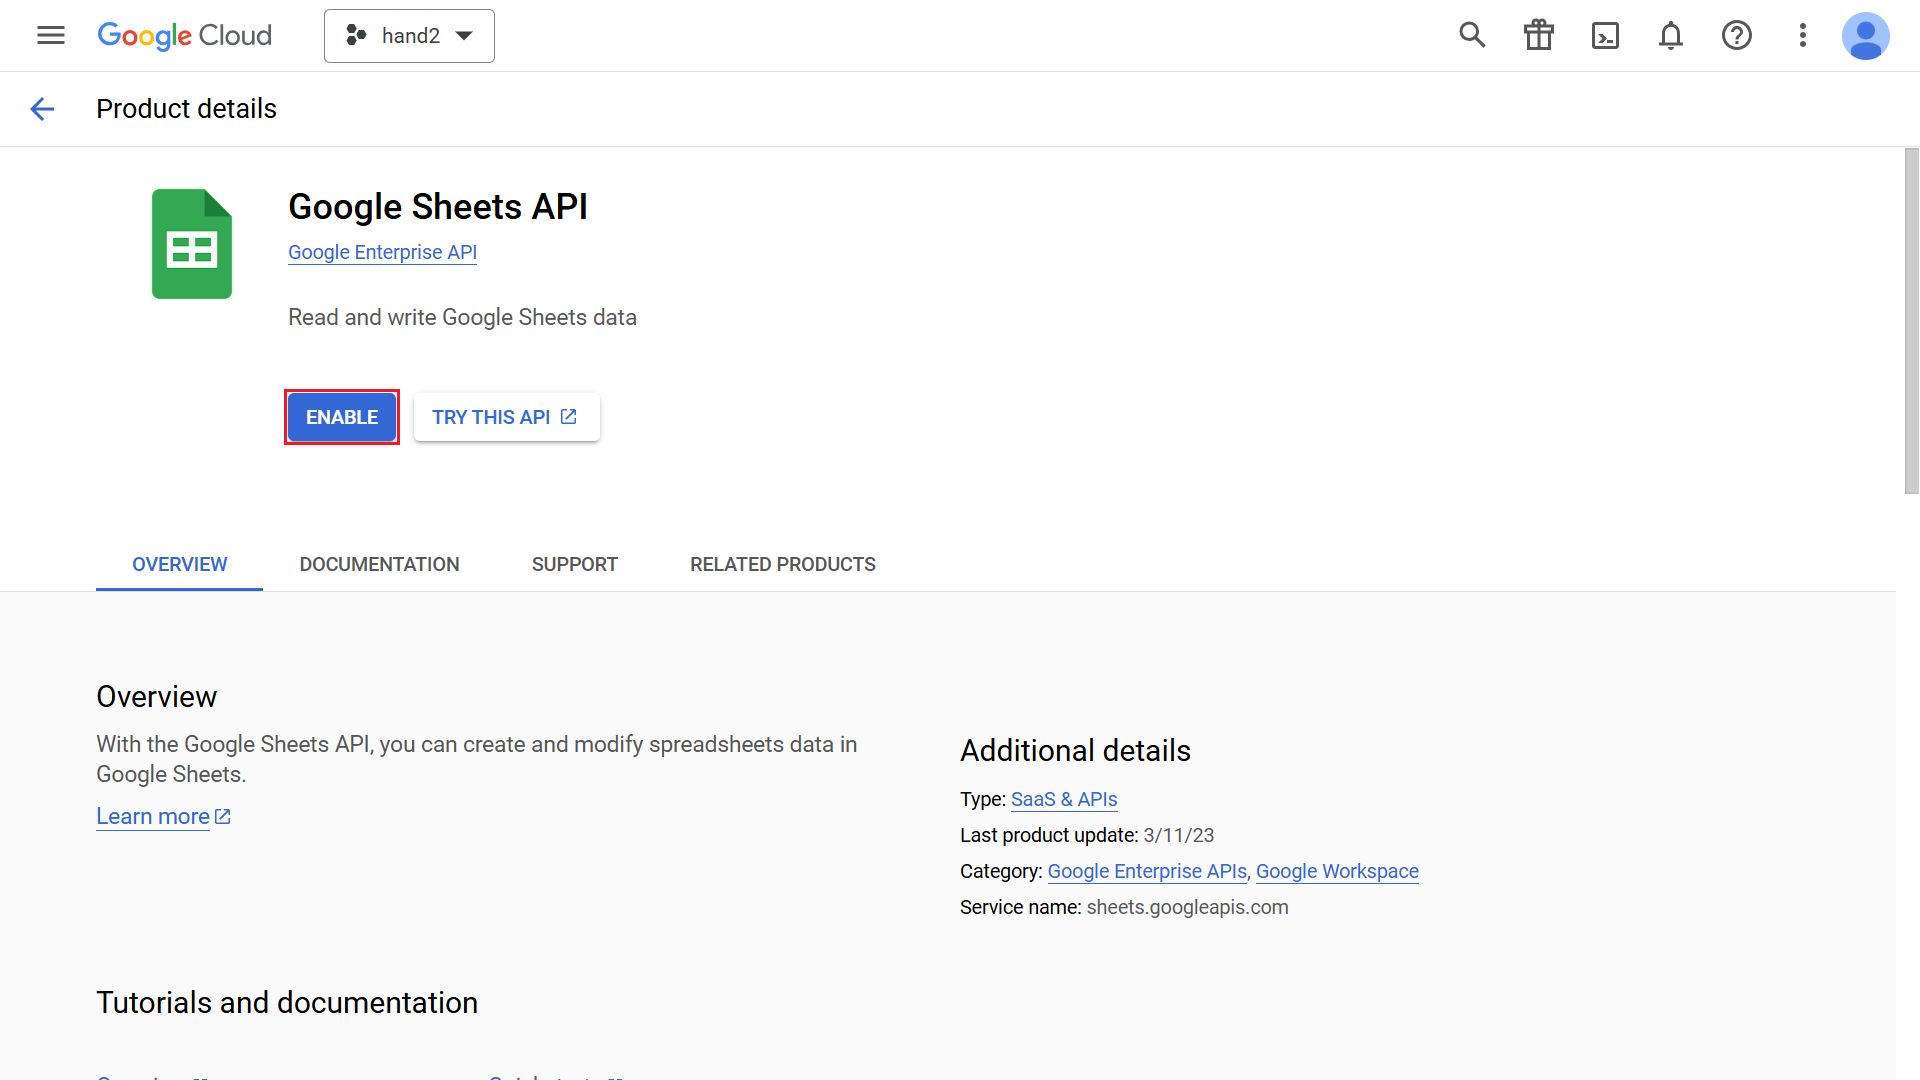 Google Cloud
hand2
Product details
Google Sheets API
Google Enterprise API
Read and write Google Sheets data
ENABLE
TRY THIS API
OVERVIEW
DOCUMENTATION
SUPPORT
RELATED PRODUCTS
Overview
With the Google Sheets API, you can create and modify spreadsheets data in
Google Sheets.
Learn more
Additional details
Type: SaaS & APIs
Last product update: 3/11/23
Category: Google Enterprise APIs, Google Workspace
Service name: sheets.googleapis.com
Tutorials and documentation